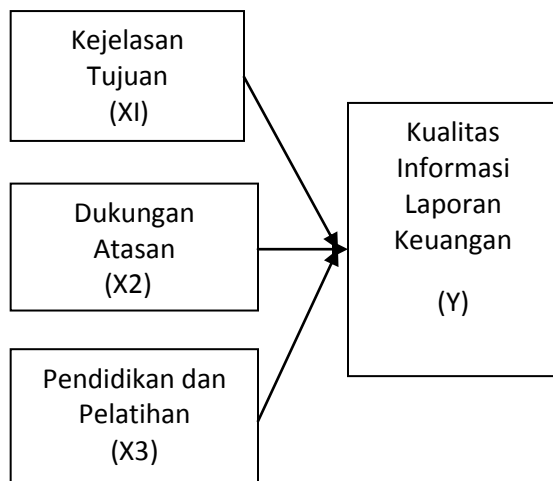 Kejelasan
Tujuan
(XI)
Kualitas
Informasi
Laporan
Keuangan
(Y)
Dukungan
Atasan
(X2)
Pendidikan dan
Pelatihan
(X3)